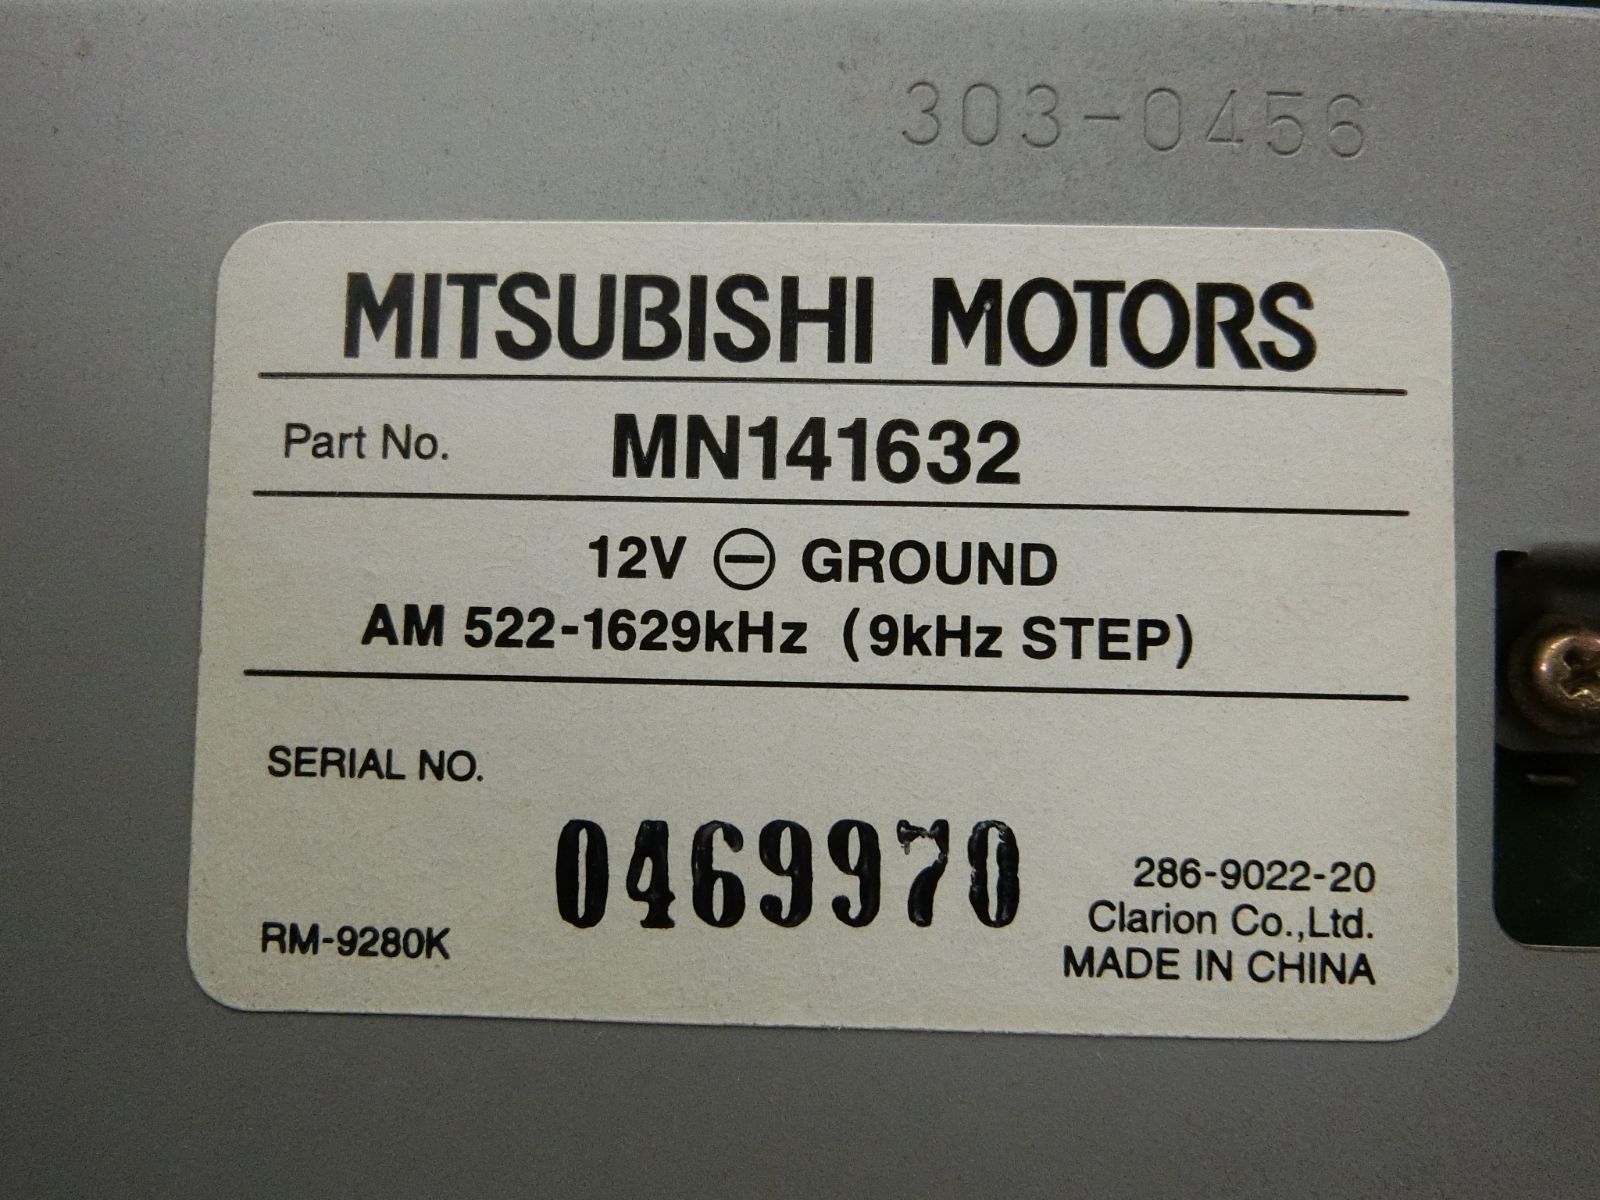 303-0456
MITSUBISHI MOTORS
Part No. MN141632
12V ⊖ GROUND
AM 522-1629kHz (9kHz STEP)
SERIAL NO.
0469970
286-9022-20
Clarion Co.,Ltd.
RM-9280K
MADE IN CHINA